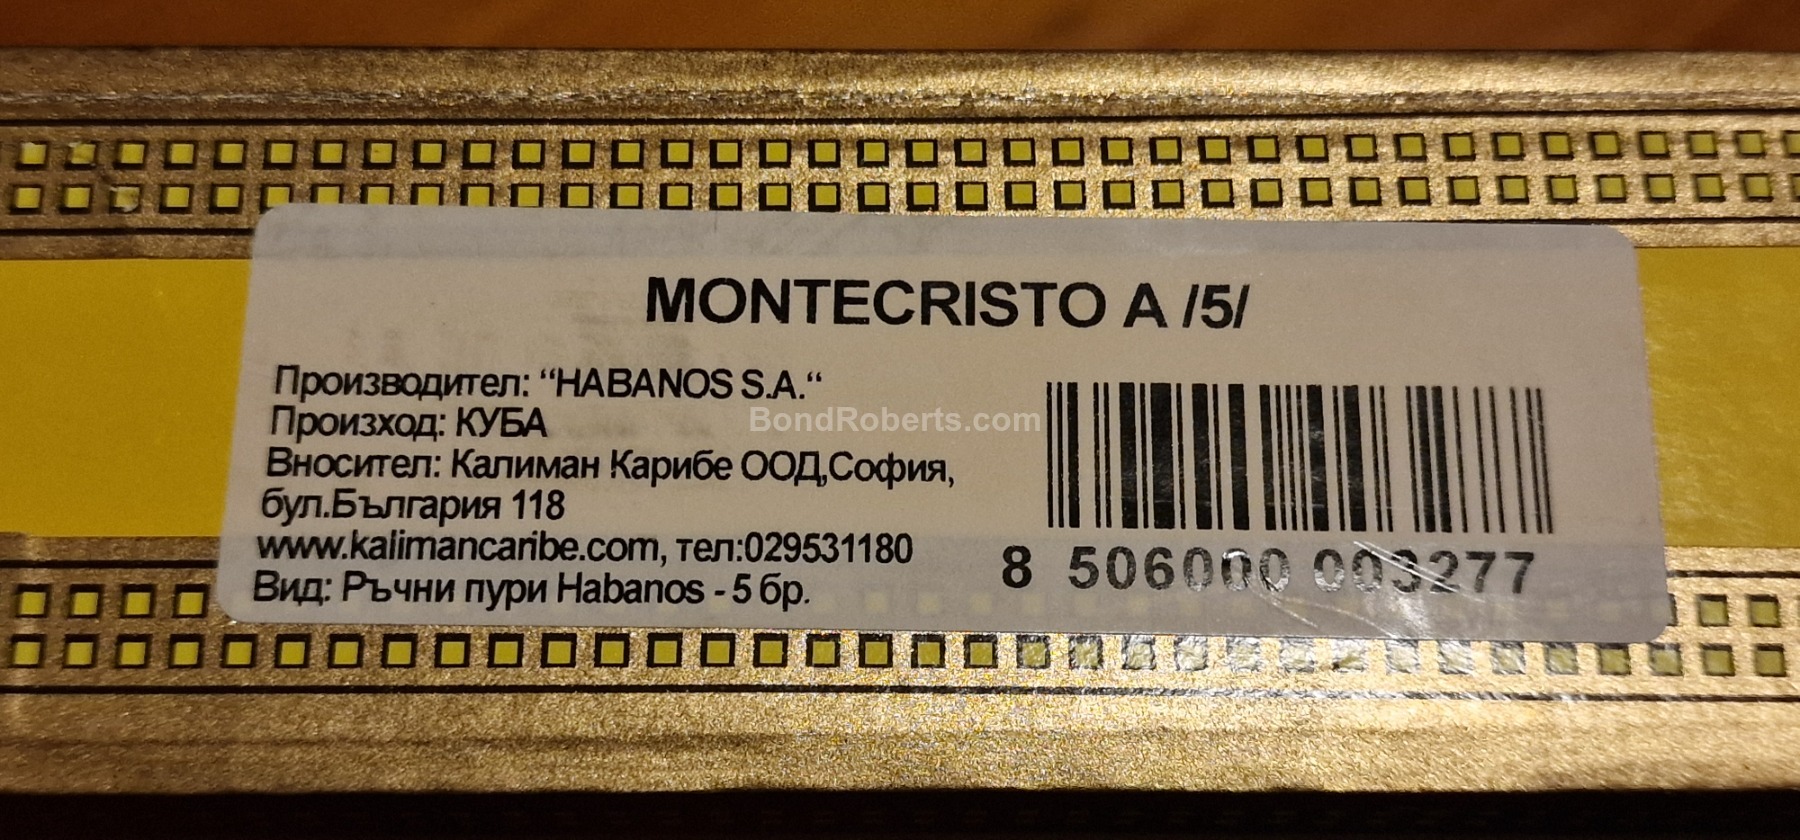 MONTECRISTO A /5/
Производител: “HABANOS S.A.“
Произход: КУБА
Вносител: Калиман Карибе ООД,София,
бул.България 118
www.kalimancaribe.com, тел:029531180
Вид: Ръчни пури Habanos - 5 бр.
BondRoberts.com
8 506000 003277